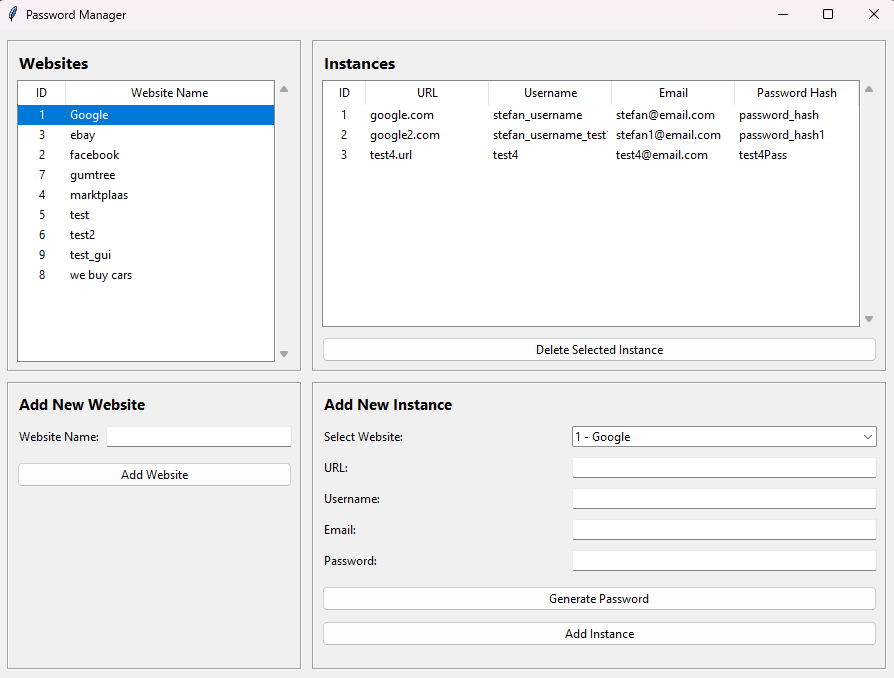 Password Manager
Websites
ID Website Name
1 Google
3 ebay
2 facebook
7 gumtree
4 marktplaas
5 test
6 test2
9 test_gui
8 we buy cars
Instances
ID URL Username Email Password Hash
1 google.com stefan_username stefan@email.com password_hash
2 google2.com stefan_username_test stefan1@email.com password_hash1
3 test4.url test4 test4@email.com test4Pass
Delete Selected Instance
Add New Website
Website Name:
Add Website
Add New Instance
Select Website: 1 - Google
URL:
Username:
Email:
Password:
Generate Password
Add Instance